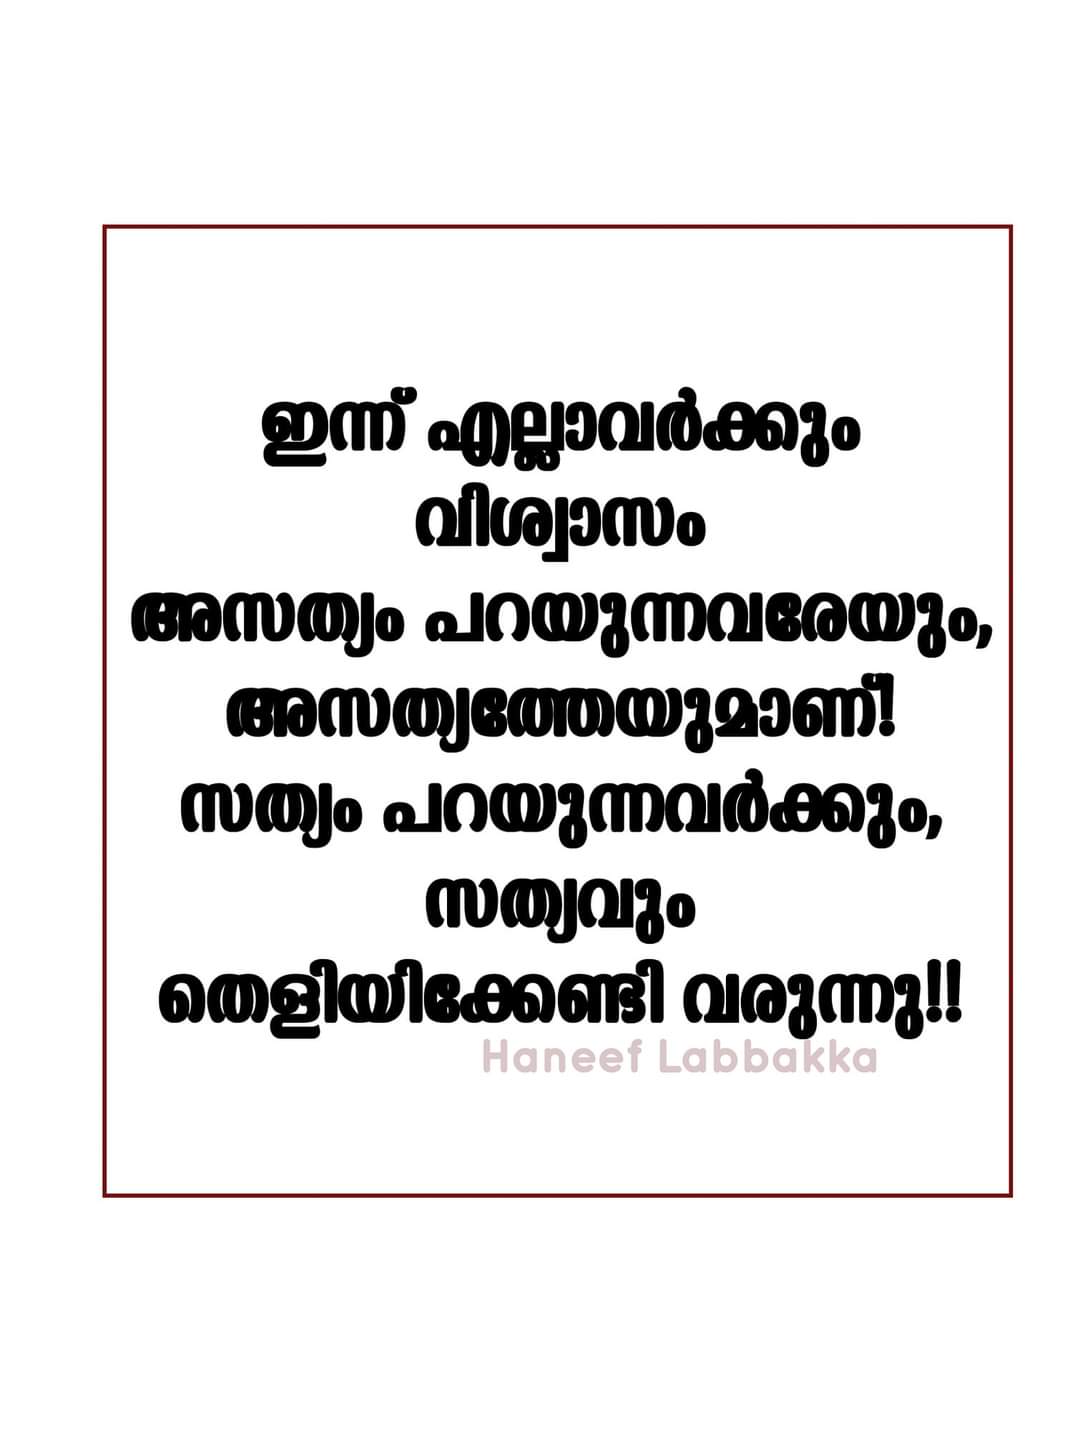 ഇന്ന് എല്ലാവർക്കും
വിശ്വാസം
അസത്യം പറയുന്നവരേയും,
അസത്യത്തേയുമാണ്!
സത്യം പറയുന്നവർക്കും,
സത്യവും
തെളിയിക്കേണ്ടി വരുന്നു!!
Haneef Labbakka